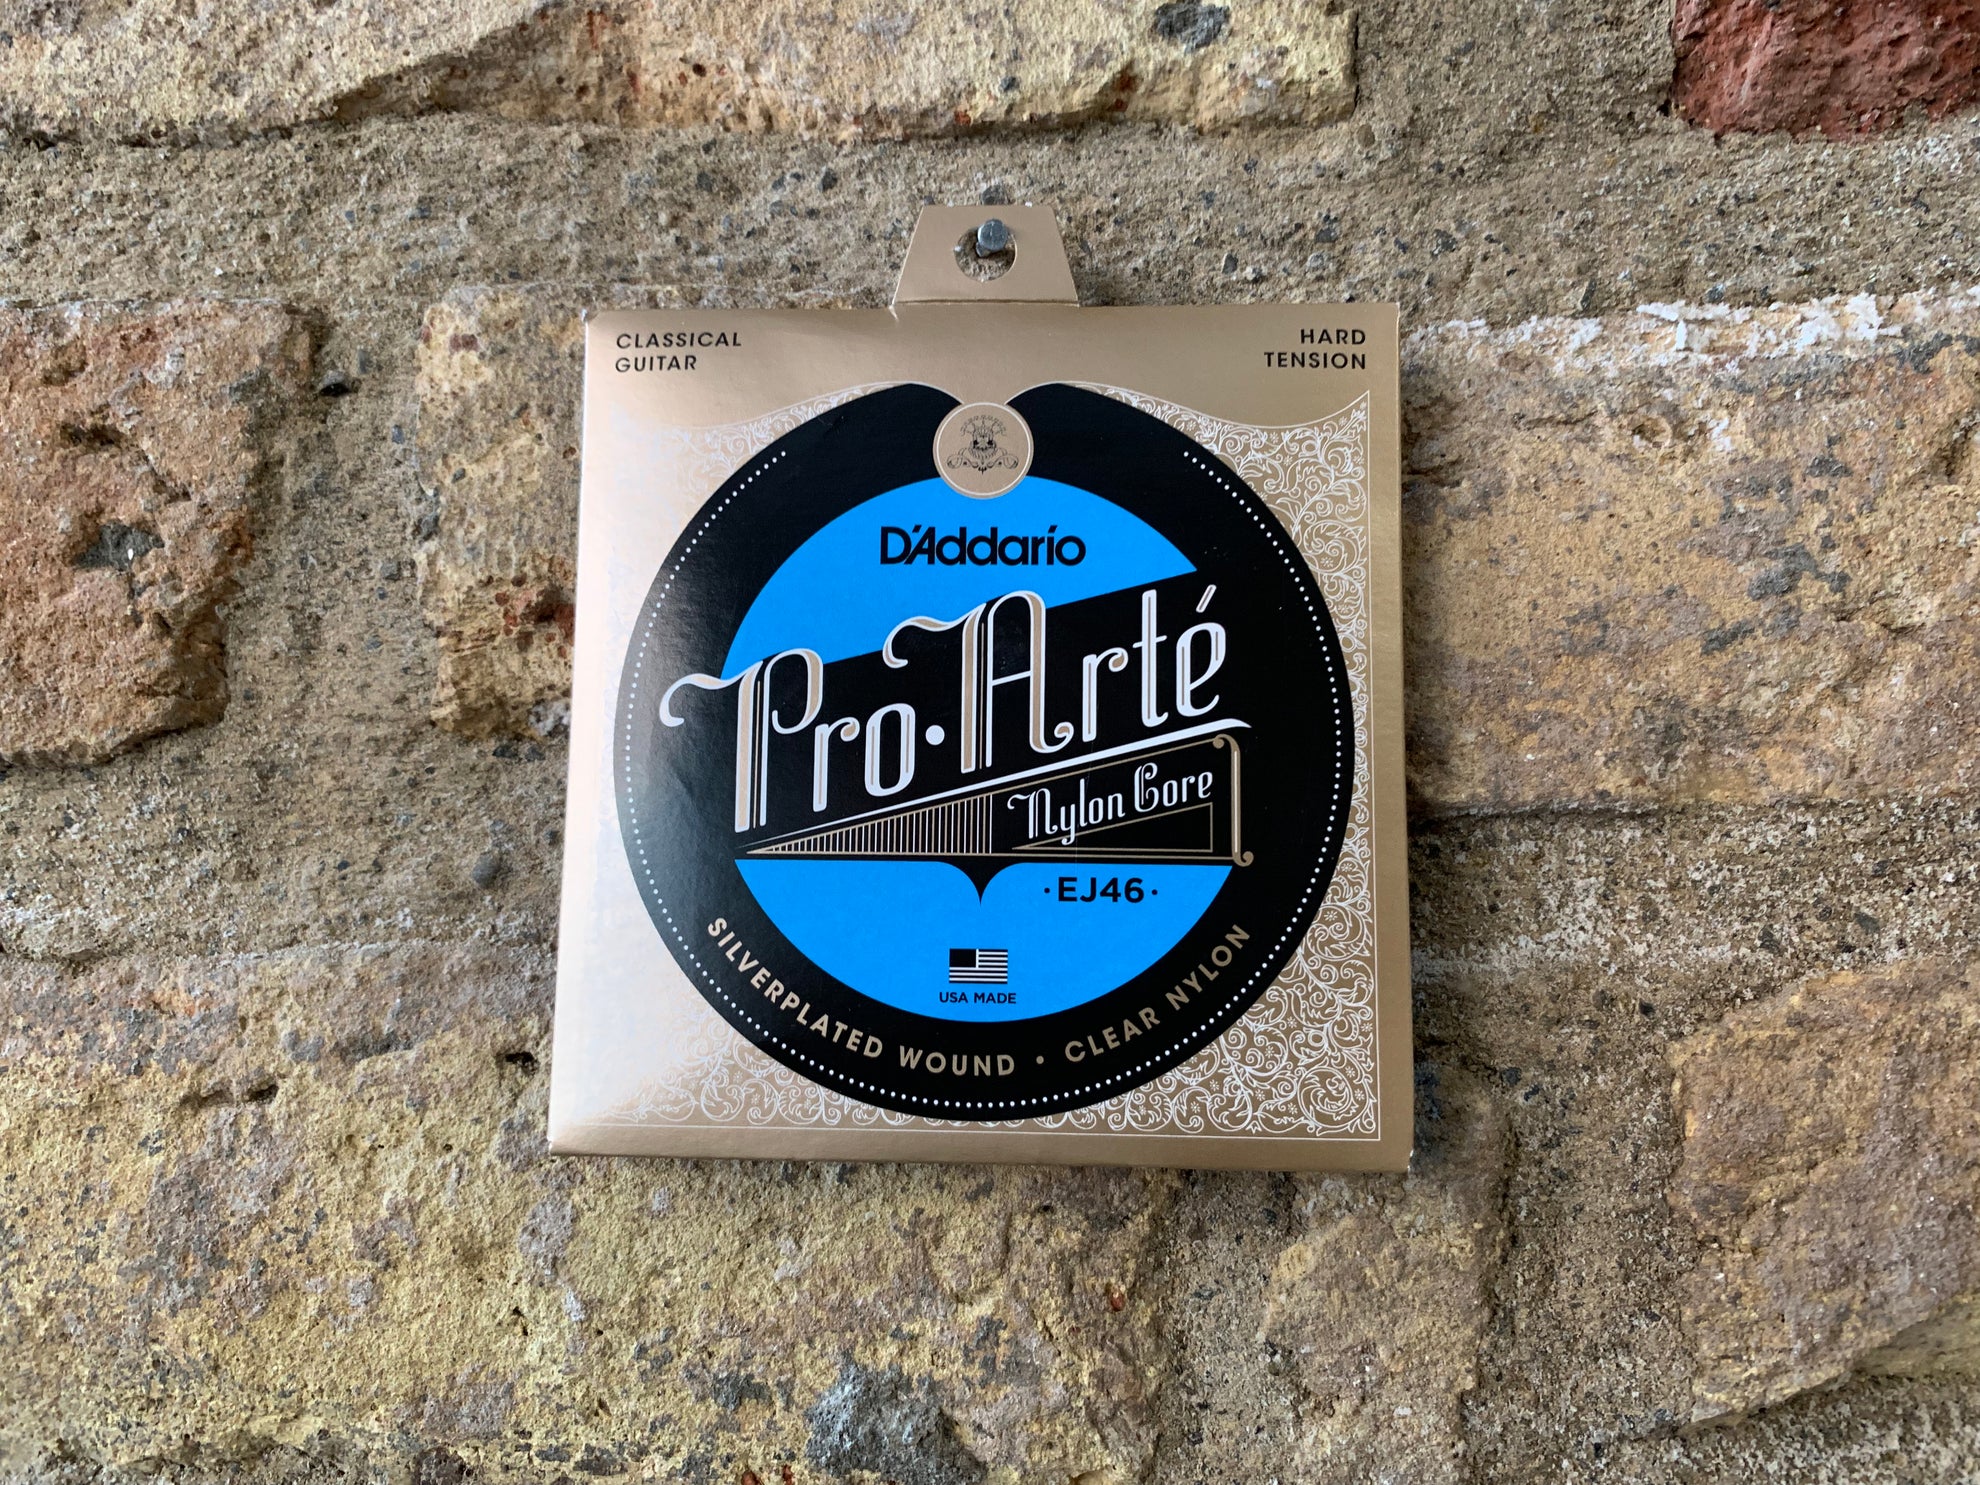 CLASSICAL
GUITAR
HARD
TENSION
D'Addario
Pro·Arté
Nylon Core
·EJ46·
USA MADE
SILVERPLATED WOUND • CLEAR NYLON